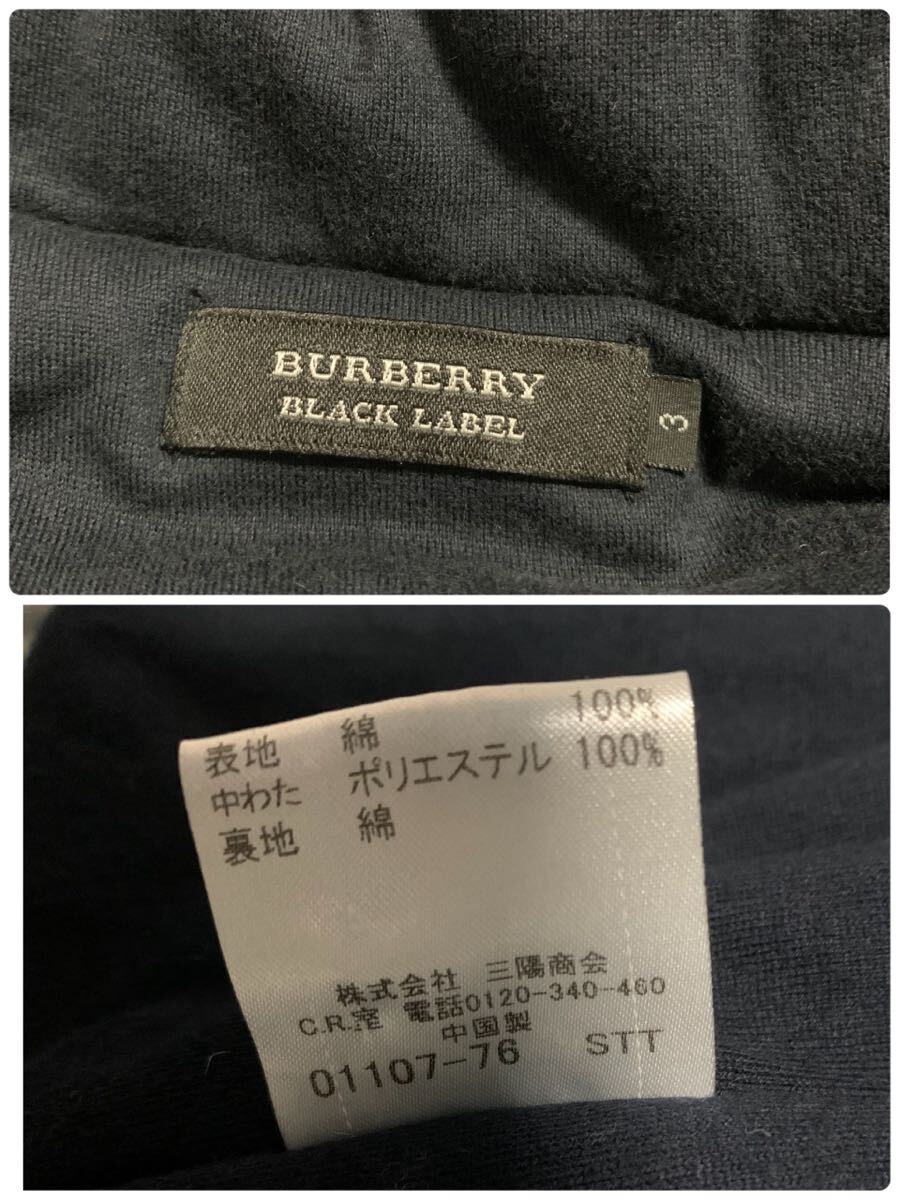 BURBERRY
BLACK LABEL
3
表地 綿 100%
中わた ポリエステル 100%
裏地 綿
株式会社 三陽商会
C.R.室 電話0120-340-460
中国製
01107-76 STT